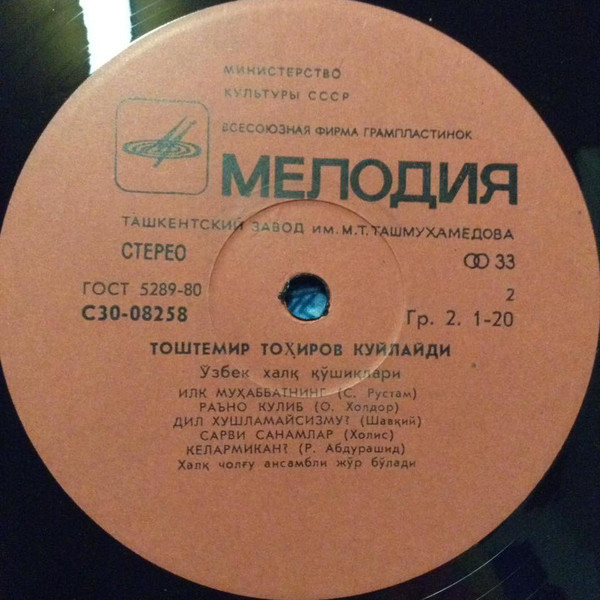 МИНИСТЕРСТВО
КУЛЬТУРЫ СССР
ВСЕСОЮЗНАЯ ФИРМА ГРАМПЛАСТИНОК
МЕЛОДИЯ
ТАШКЕНТСКИЙ ЗАВОД ИМ. М.Т. ТАШМУХАМЕДОВА
СТЕРЕО
33
ГОСТ 5289-80
2
С30-08258
Гр. 2. 1-20
ТОШТЕМИР ТОҲИРОВ КУЙЛАЙДИ
Ўзбек халқ қўшиқлари
ИЛК МУҲАББАТНИНГ (С. Рустам)
РАЪНО КУЛИБ (О. Холдор)
ДИЛ ХУШЛАМАЙСИЗМУ? (Шавқий)
САРВИ САНАМЛАР (Холис)
КЕЛАРМИКАН? (Р. Абдурашид)
Халқ чолғу ансамбли жўр бўлади